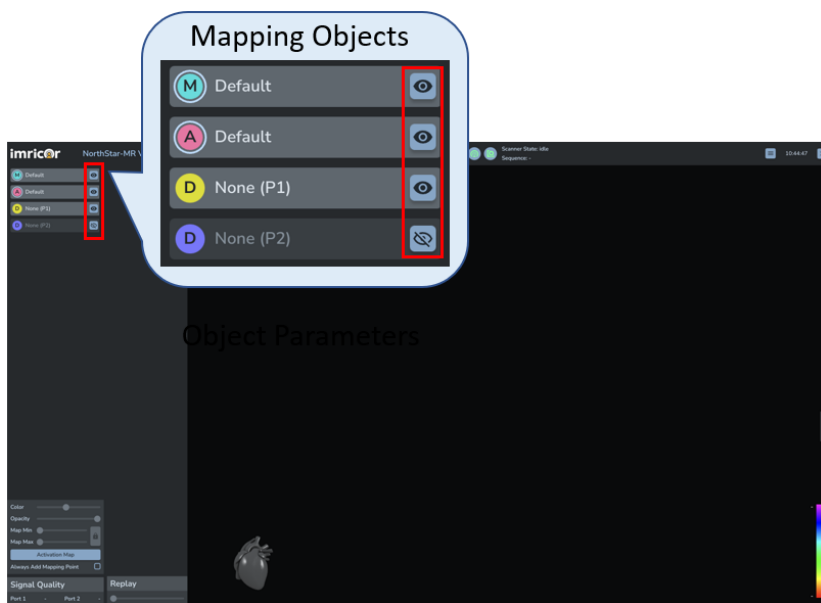 Mapping Objects
M Default
A Default
D None (P1)
D None (P2)
imricor NorthStar-MR
Scanner State: Idle
Sequence: -
10:44:47
M Default
A Default
D None (P1)
D None (P2)
Object Parameters
Color
Opacity
Map Min
Map Max
Activation Map
Always Add Mapping Point
Signal Quality
Replay
Port 1 - Port 2 -